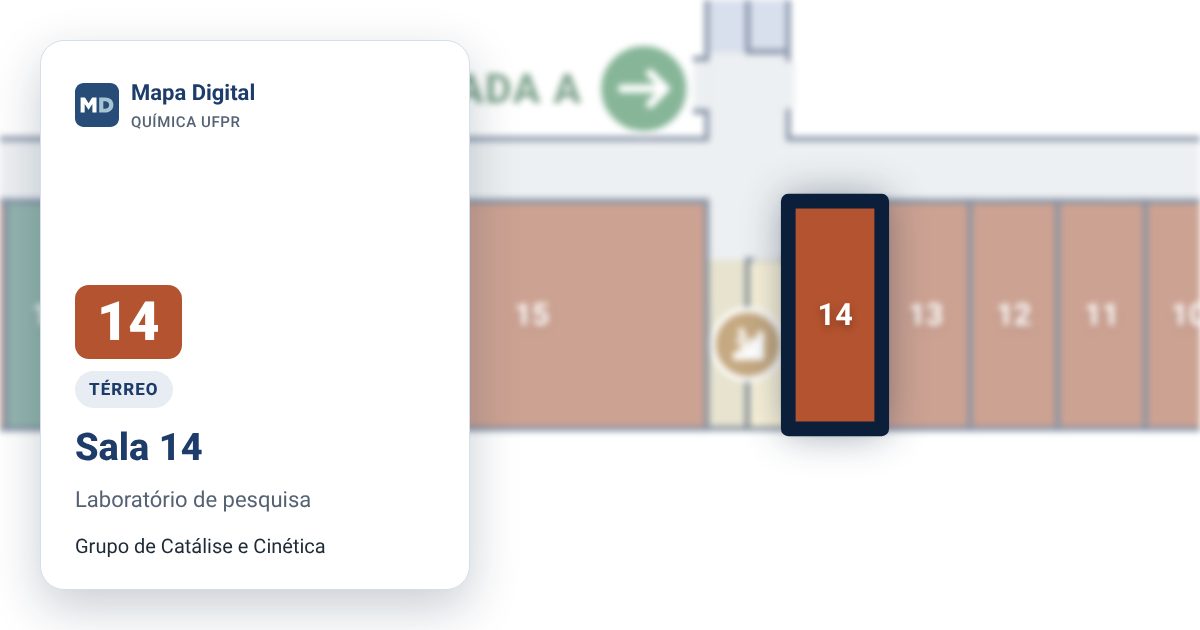 MD
Mapa Digital
QUÍMICA UFPR
14
TÉRREO
Sala 14
Laboratório de pesquisa
Grupo de Catálise e Cinética
ADA A
15
14
13
12
11
10